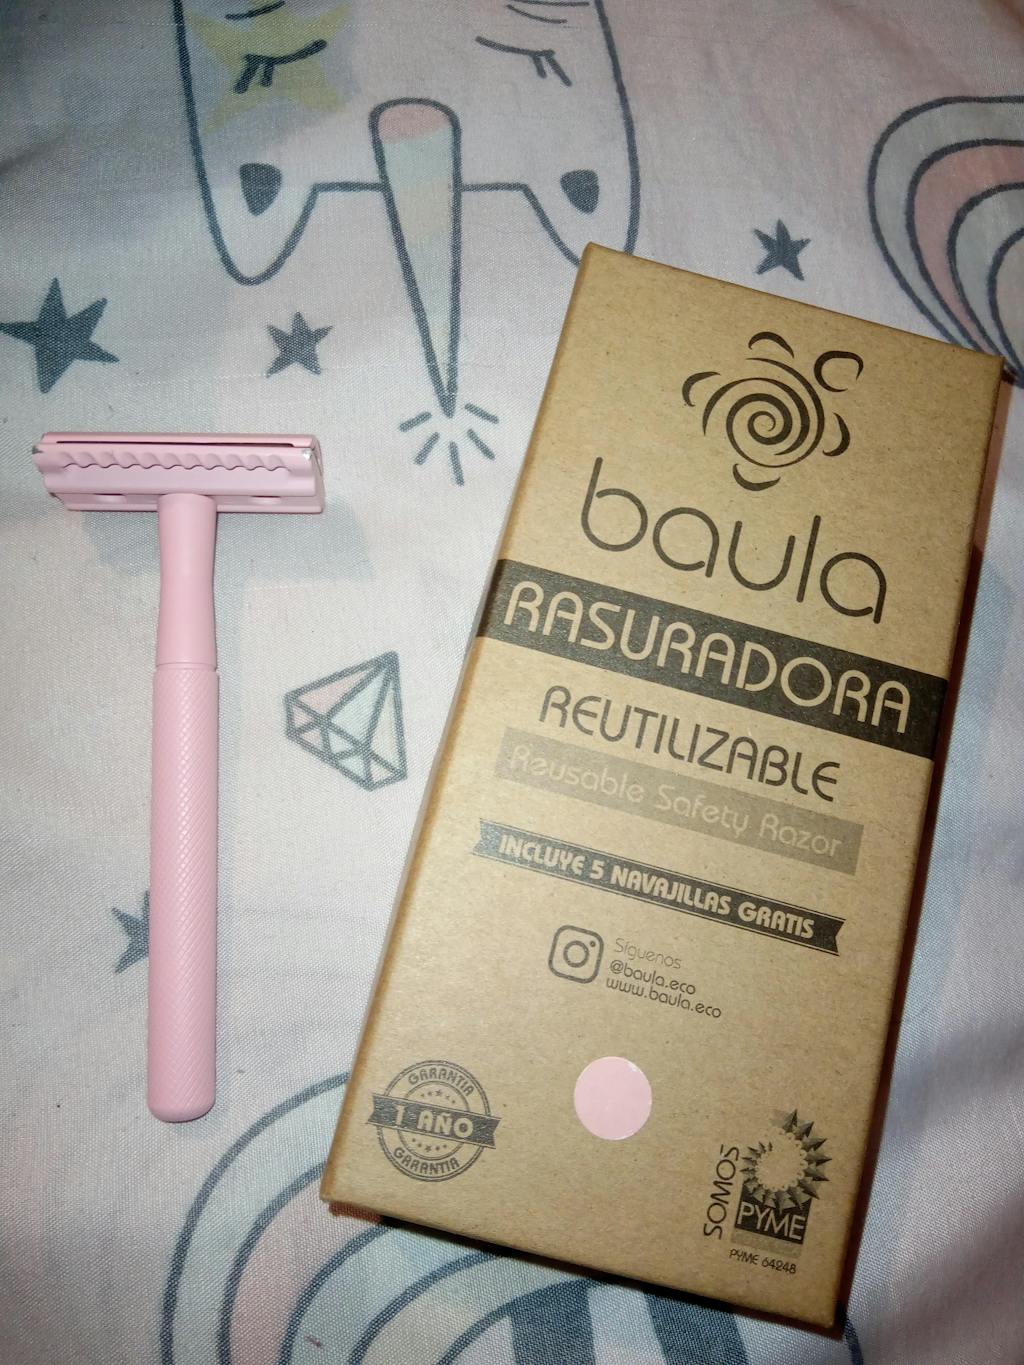 baula
RASURADORA
REUTILIZABLE
Reusable Safety Razor
INCLUYE 5 NAVAJILLAS GRATIS
Síguenos
@baula.eco
www.baula.eco
GARANTIA
1 AÑO
GARANTIA
SOMOS
PYME
PYME 64248